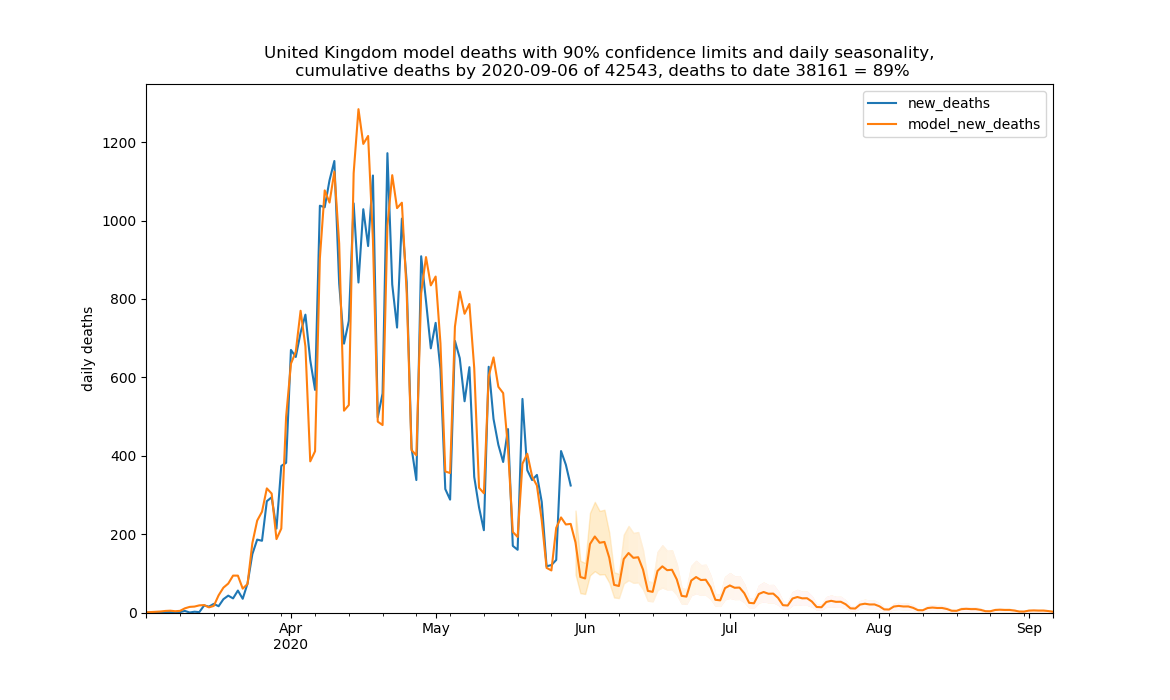 United Kingdom model deaths with 90% confidence limits and daily seasonality,
cumulative deaths by 2020-09-06 of 42543, deaths to date 38161 = 89%
new_deaths
model_new_deaths
daily deaths
1200
1000
800
600
400
200
0
Apr
2020
May
Jun
Jul
Aug
Sep